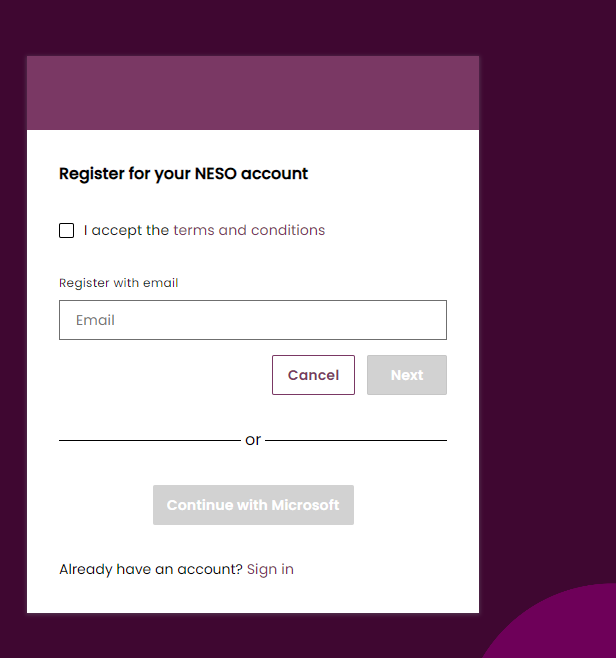 Register for your NESO account
I accept the terms and conditions
Register with email
Email
Cancel
Next
or
Continue with Microsoft
Already have an account? Sign in